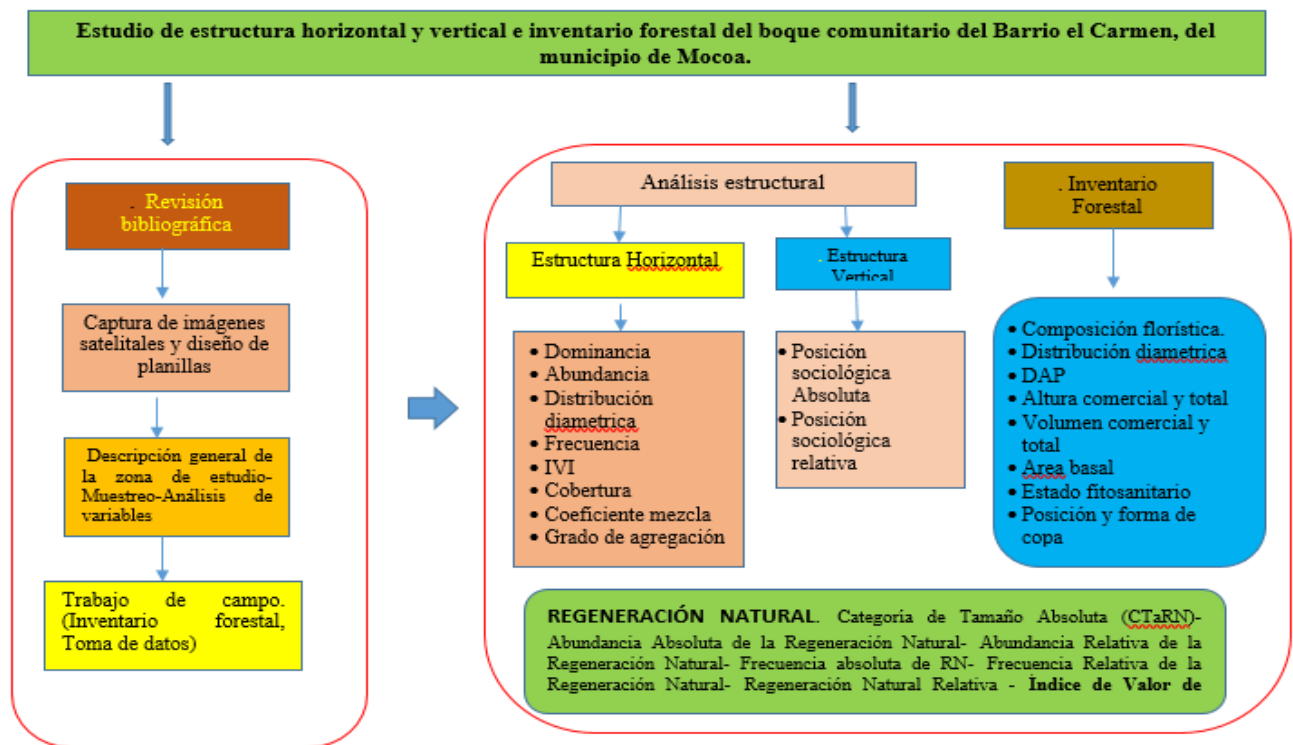 Estudio de estructura horizontal y vertical e inventario forestal del boque comunitario del Barrio el Carmen, del
municipio de Mocoa.
. Revisión
bibliográfica
Captura de imágenes
satelitales y diseño de
planillas
Descripción general de
la zona de estudio-
Muestreo-Análisis de
variables
Trabajo de campo.
(Inventario forestal,
Toma de datos)
Análisis estructural
Estructura Horizontal
• Dominancia
• Abundancia
• Distribución
diametrica
• Frecuencia
• IVI
• Cobertura
• Coeficiente mezcla
• Grado de agregación
. Estructura
Vertical
• Posición
sociológica
Absoluta
• Posición
sociológica
relativa
. Inventario
Forestal
• Composición florística.
• Distribución diametrica
• DAP
• Altura comercial y total
• Volumen comercial y
total
• Area basal
• Estado fitosanitario
• Posición y forma de
copa
REGENERACIÓN NATURAL. Categoría de Tamaño Absoluta (CTaRN)-
Abundancia Absoluta de la Regeneración Natural- Abundancia Relativa de la
Regeneración Natural- Frecuencia absoluta de RN- Frecuencia Relativa de la
Regeneración Natural- Regeneración Natural Relativa - Índice de Valor de